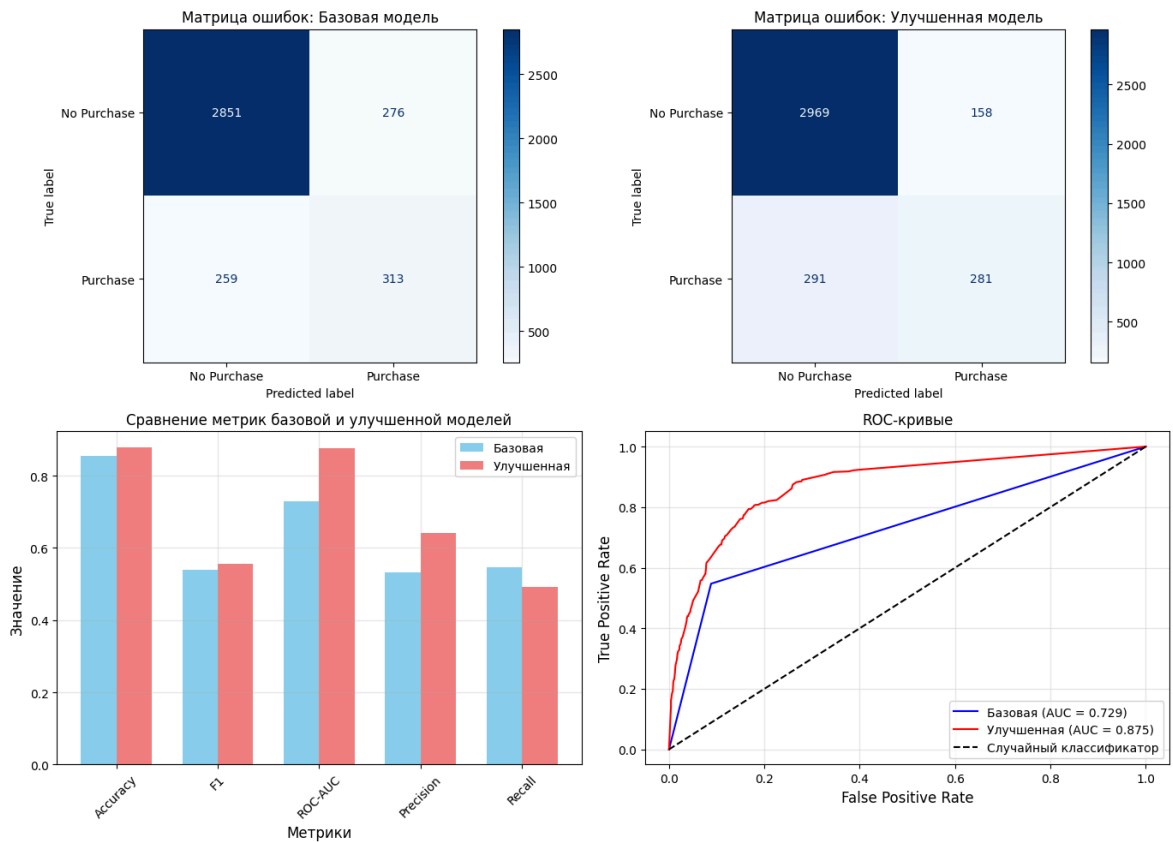 Матрица ошибок: Базовая модель
No Purchase
Purchase
True label
2851
276
259
313
No Purchase
Purchase
Predicted label
2500
2000
1500
1000
500
Матрица ошибок: Улучшенная модель
No Purchase
Purchase
True label
2969
158
291
281
No Purchase
Purchase
Predicted label
2500
2000
1500
1000
500
Сравнение метрик базовой и улучшенной моделей
Базовая
Улучшенная
Значение
0.8
0.6
0.4
0.2
0.0
Accuracy
F1
ROC-AUC
Precision
Recall
Метрики
ROC-кривые
True Positive Rate
1.0
0.8
0.6
0.4
0.2
0.0
Базовая (AUC = 0.729)
Улучшенная (AUC = 0.875)
Случайный классификатор
0.0
0.2
0.4
0.6
0.8
1.0
False Positive Rate